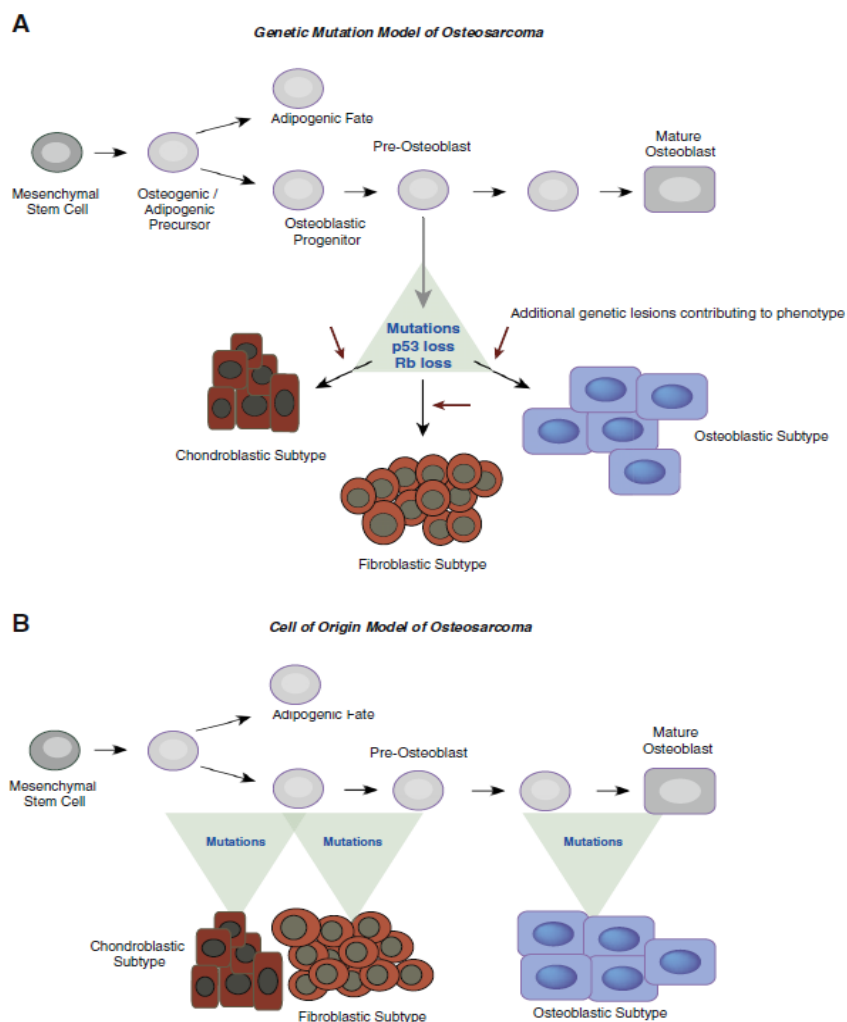 A
Genetic Mutation Model of Osteosarcoma
Adipogenic Fate
Pre-Osteoblast
Mature
Osteoblast
Mesenchymal
Stem Cell
Osteogenic /
Adipogenic
Precursor
Osteoblastic
Progenitor
Additional genetic lesions contributing to phenotype
Mutations
p53 loss
Rb loss
Chondroblastic Subtype
Osteoblastic Subtype
Fibroblastic Subtype
B
Cell of Origin Model of Osteosarcoma
Adipogenic Fate
Pre-Osteoblast
Mature
Osteoblast
Mesenchymal
Stem Cell
Mutations
Mutations
Mutations
Chondroblastic
Subtype
Fibroblastic Subtype
Osteoblastic Subtype